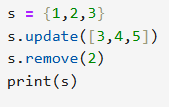 s = {1,2,3}
s.update([3,4,5])
s.remove(2)
print(s)